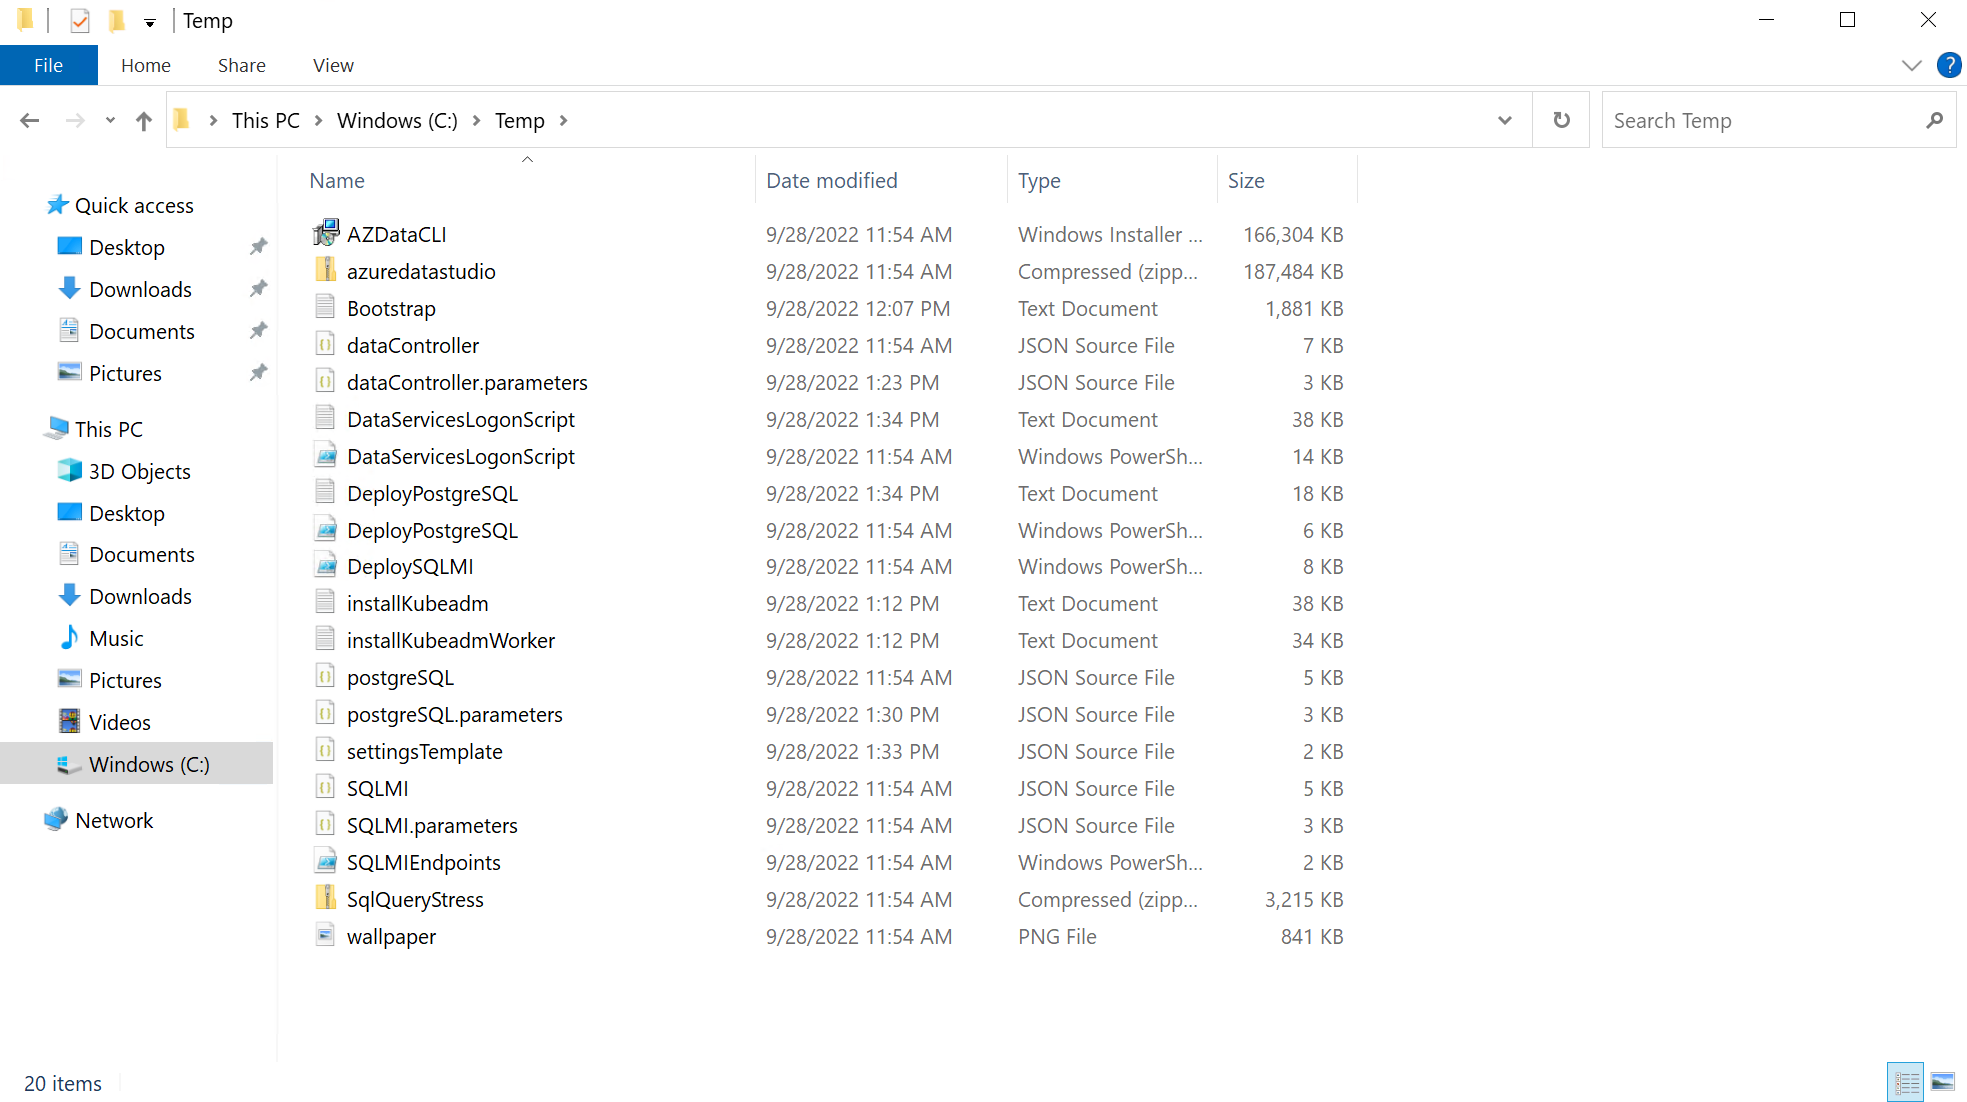 Temp
File Home Share View ?
This PC Windows (C:) Temp Search Temp
Name Date modified Type Size
Quick access
Desktop
Downloads
Documents
Pictures
This PC
3D Objects
Desktop
Documents
Downloads
Music
Pictures
Videos
Windows (C:)
Network
AZDataCLI 9/28/2022 11:54 AM Windows Installer ... 166,304 KB
azuredatastudio 9/28/2022 11:54 AM Compressed (zipp... 187,484 KB
Bootstrap 9/28/2022 12:07 PM Text Document 1,881 KB
dataController 9/28/2022 11:54 AM JSON Source File 7 KB
dataController.parameters 9/28/2022 1:23 PM JSON Source File 3 KB
DataServicesLogonScript 9/28/2022 1:34 PM Text Document 38 KB
DataServicesLogonScript 9/28/2022 11:54 AM Windows PowerSh... 14 KB
DeployPostgreSQL 9/28/2022 1:34 PM Text Document 18 KB
DeployPostgreSQL 9/28/2022 11:54 AM Windows PowerSh... 6 KB
DeploySQLMI 9/28/2022 11:54 AM Windows PowerSh... 8 KB
installKubeadm 9/28/2022 1:12 PM Text Document 38 KB
installKubeadmWorker 9/28/2022 1:12 PM Text Document 34 KB
postgreSQL 9/28/2022 11:54 AM JSON Source File 5 KB
postgreSQL.parameters 9/28/2022 1:30 PM JSON Source File 3 KB
settingsTemplate 9/28/2022 1:33 PM JSON Source File 2 KB
SQLMI 9/28/2022 11:54 AM JSON Source File 5 KB
SQLMI.parameters 9/28/2022 11:54 AM JSON Source File 3 KB
SQLMIEndpoints 9/28/2022 11:54 AM Windows PowerSh... 2 KB
SqlQueryStress 9/28/2022 11:54 AM Compressed (zipp... 3,215 KB
wallpaper 9/28/2022 11:54 AM PNG File 841 KB
20 items